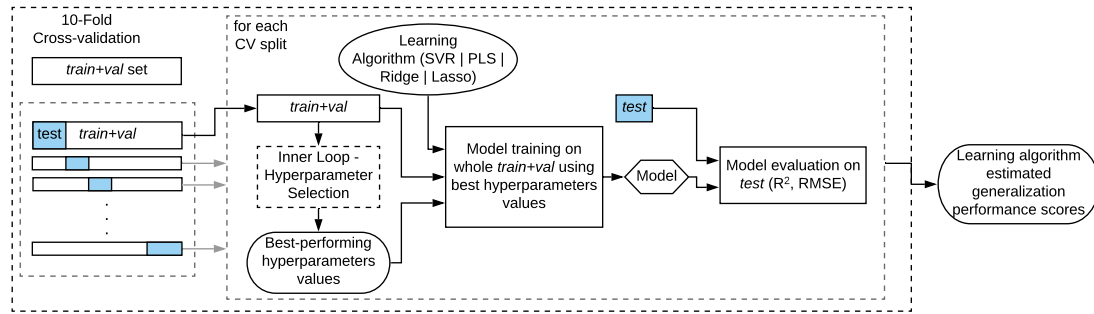 10-Fold
Cross-validation
train+val set
test train+val
for each
CV split
Learning
Algorithm (SVR | PLS |
Ridge | Lasso)
train+val
Inner Loop -
Hyperparameter
Selection
Best-performing
hyperparameters
values
Model training on
whole train+val using
best hyperparameters
values
Model
test
Model evaluation on
test (R², RMSE)
Learning algorithm
estimated
generalization
performance scores